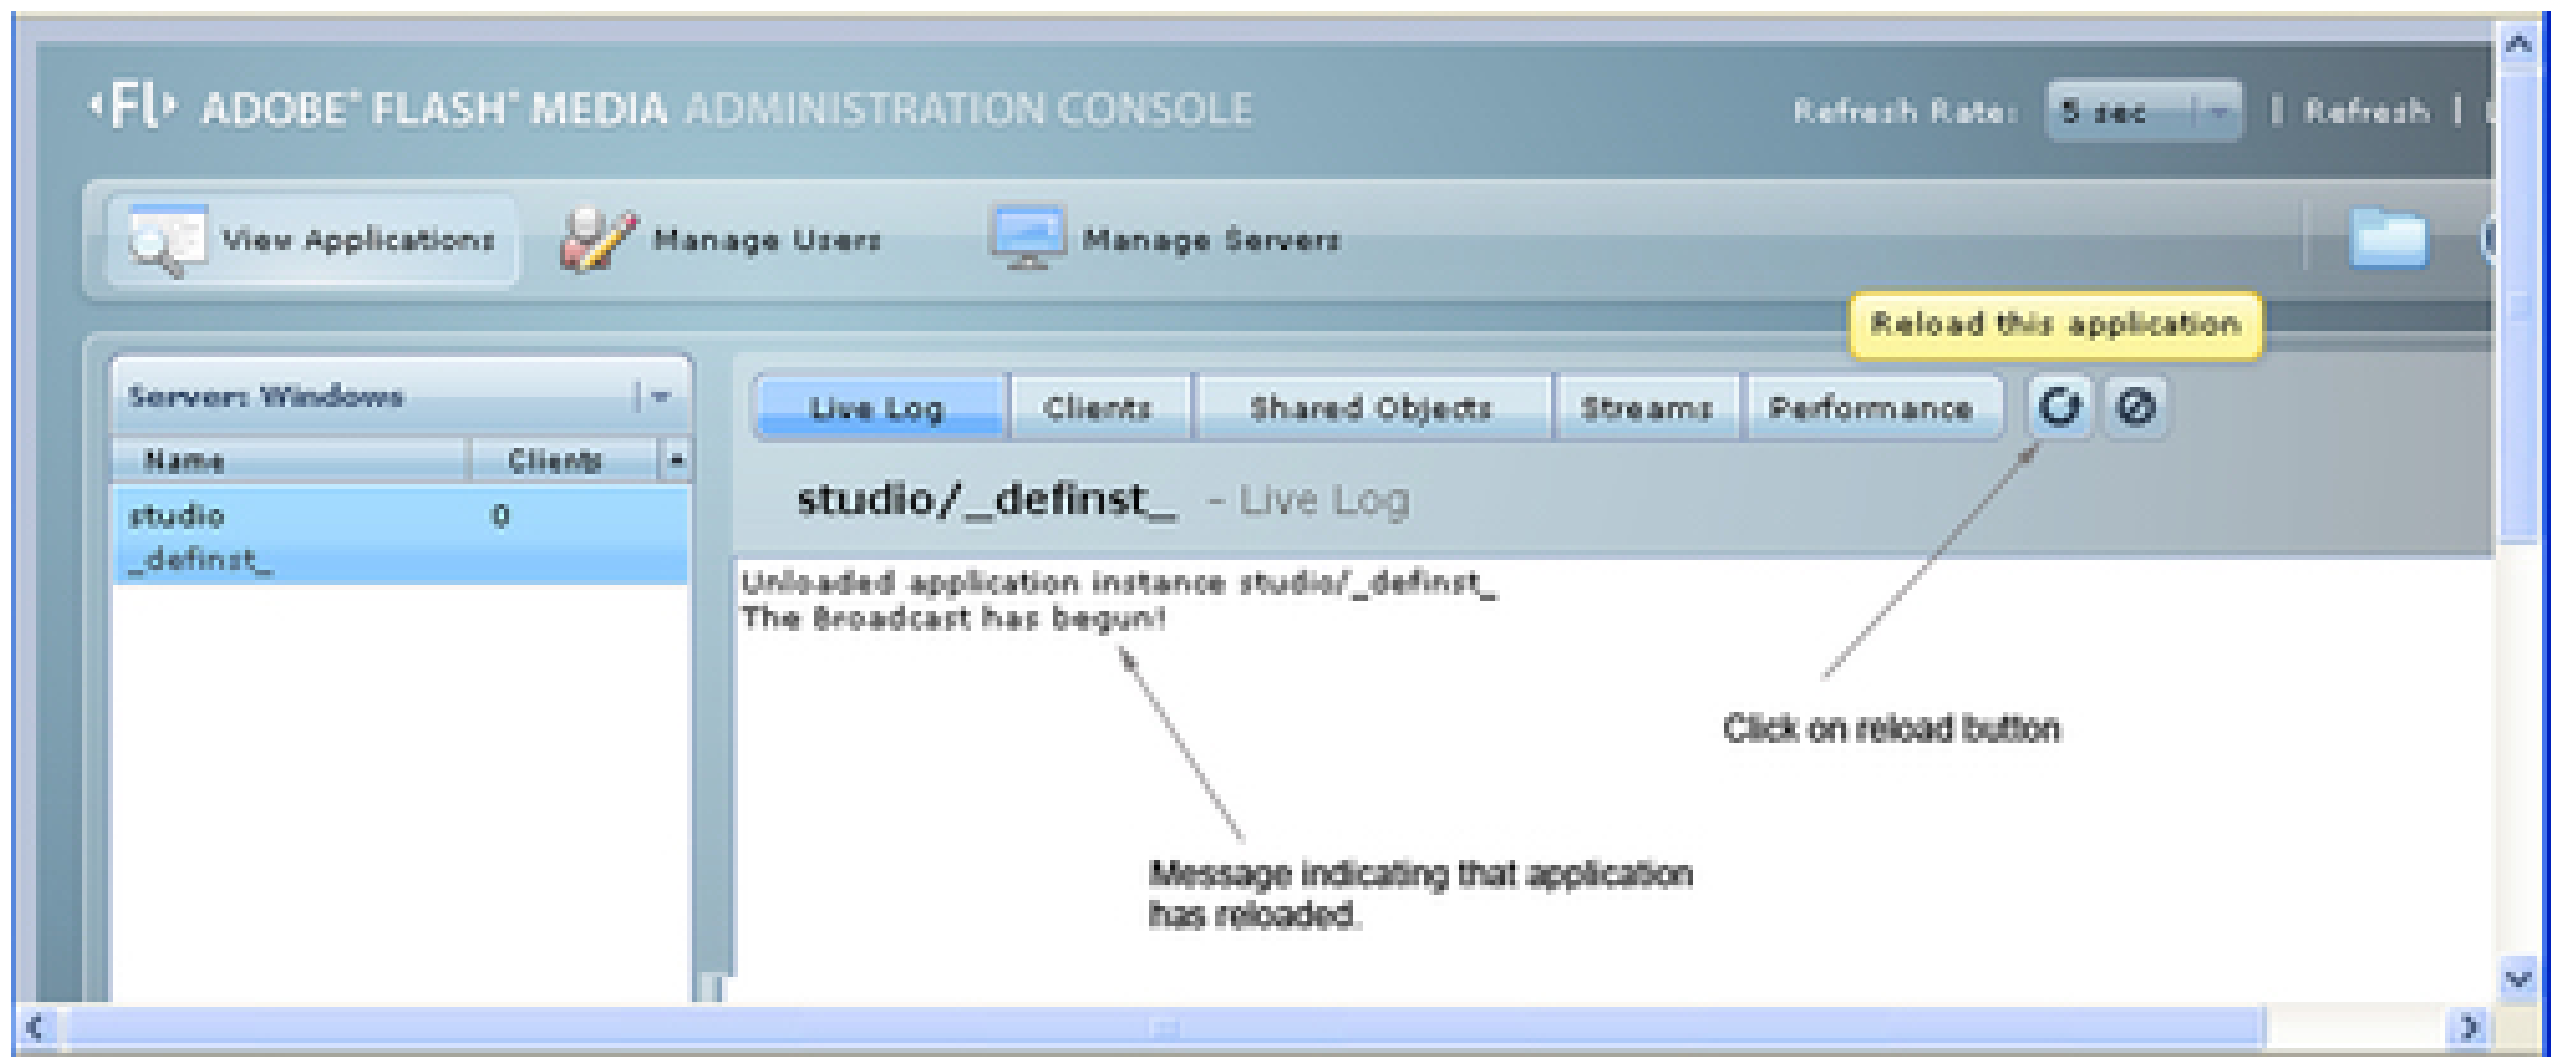 Fl ADOBE® FLASH® MEDIA ADMINISTRATION CONSOLE
Refresh Rate: 5 sec | Refresh |
View Applications Manage Users Manage Servers
Reload this application
Server: Windows
Live Log Clients Shared Objects Streams Performance
Name Clients
studio 0
_definst_
studio/_definst_ - Live Log
Unloaded application instance studio/_definst_
The Broadcast has begun!
Click on reload button
Message indicating that application
has reloaded.